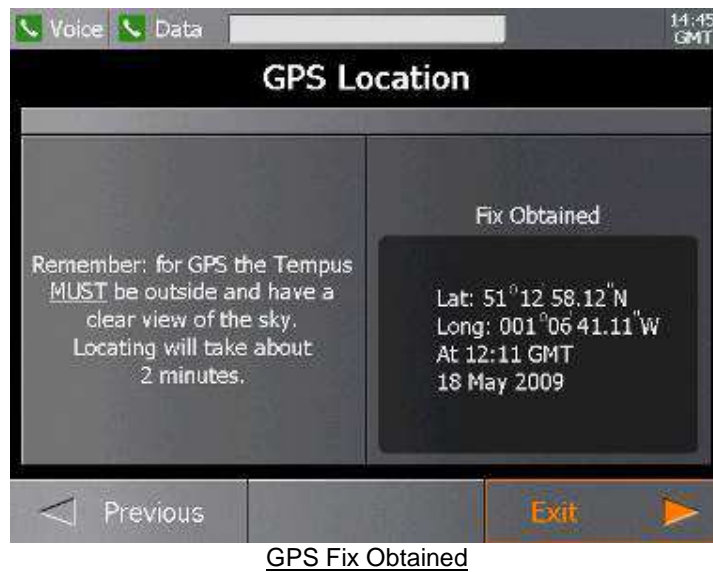 Voice Data 14:45 GMT
GPS Location
Remember: for GPS the Tempus
MUST be outside and have a
clear view of the sky.
Locating will take about
2 minutes.
Fix Obtained
Lat: 51°12 58.12"N
Long: 001°06'41.11"W
At 12:11 GMT
18 May 2009
Previous Exit
GPS Fix Obtained